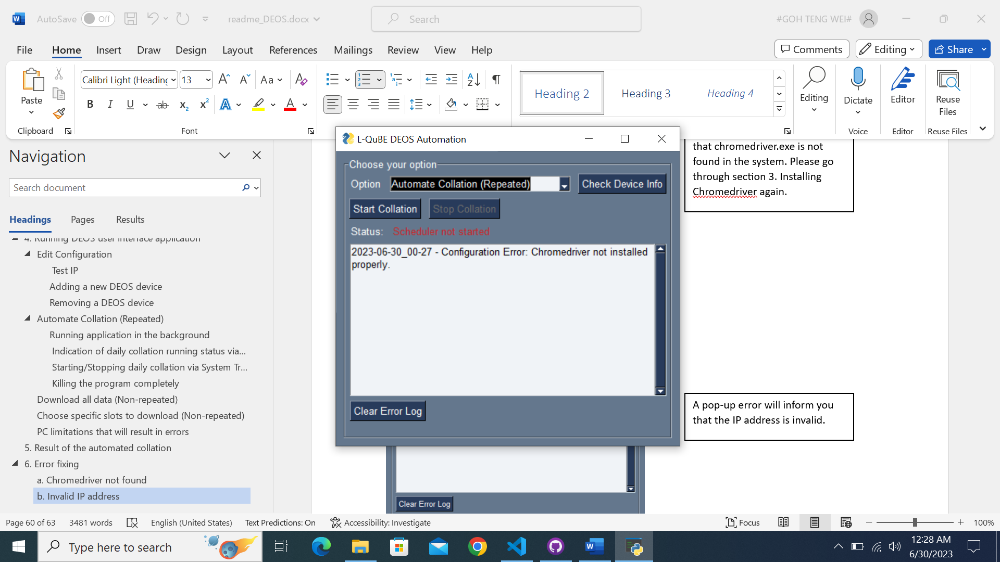 AutoSave Off readme_DEOS.docx Search #GOH TENG WEI#
File Home Insert Draw Design Layout References Mailings Review View Help Comments Editing Share
Calibri Light (Heading 13 Aa
Paste
B I U ab x2 x2 A A
Heading 2 Heading 3 Heading 4
Editing Dictate Editor Reuse Files
Clipboard Font Voice Editor Reuse Files
Navigation
Search document
Headings Pages Results
4. Running DEOS user interface application
Edit Configuration
Test IP
Adding a new DEOS device
Removing a DEOS device
Automate Collation (Repeated)
Running application in the background
Indication of daily collation running status via...
Starting/Stopping daily collation via System Tr...
Killing the program completely
Download all data (Non-repeated)
Choose specific slots to download (Non-repeated)
PC limitations that will result in errors
5. Result of the automated collation
6. Error fixing
a. Chromedriver not found
b. Invalid IP address
L-QuBE DEOS Automation
Choose your option
Option Automate Collation (Repeated) Check Device Info
Start Collation Stop Collation
Status: Scheduler not started
2023-06-30_00-27 - Configuration Error: Chromedriver not installed
properly.
Clear Error Log
that chromedriver.exe is not
found in the system. Please go
through section 3. Installing
Chromedriver again.
A pop-up error will inform you
that the IP address is invalid.
Clear Error Log
Page 60 of 63 3481 words English (United States) Text Predictions: On Accessibility: Investigate Focus 100%
Type here to search
12:28 AM
6/30/2023